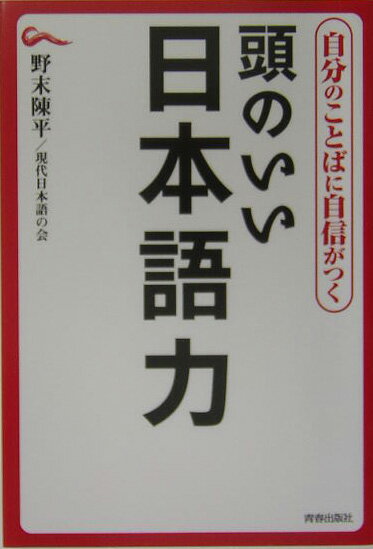 自分のことばに自信がつく
頭のいい
日本語力
野末陳平/現代日本語の会
青春出版社